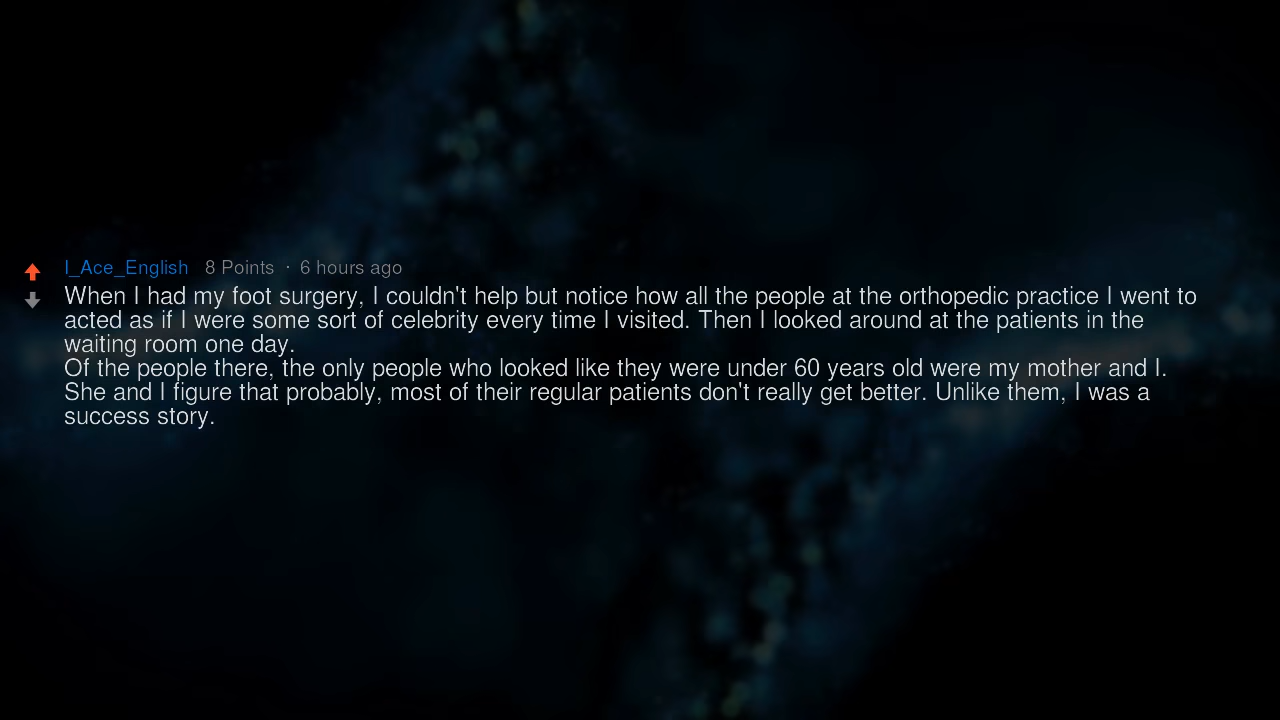 I_Ace_English 8 Points · 6 hours ago
When I had my foot surgery, I couldn't help but notice how all the people at the orthopedic practice I went to
acted as if I were some sort of celebrity every time I visited. Then I looked around at the patients in the
waiting room one day.
Of the people there, the only people who looked like they were under 60 years old were my mother and I.
She and I figure that probably, most of their regular patients don't really get better. Unlike them, I was a
success story.